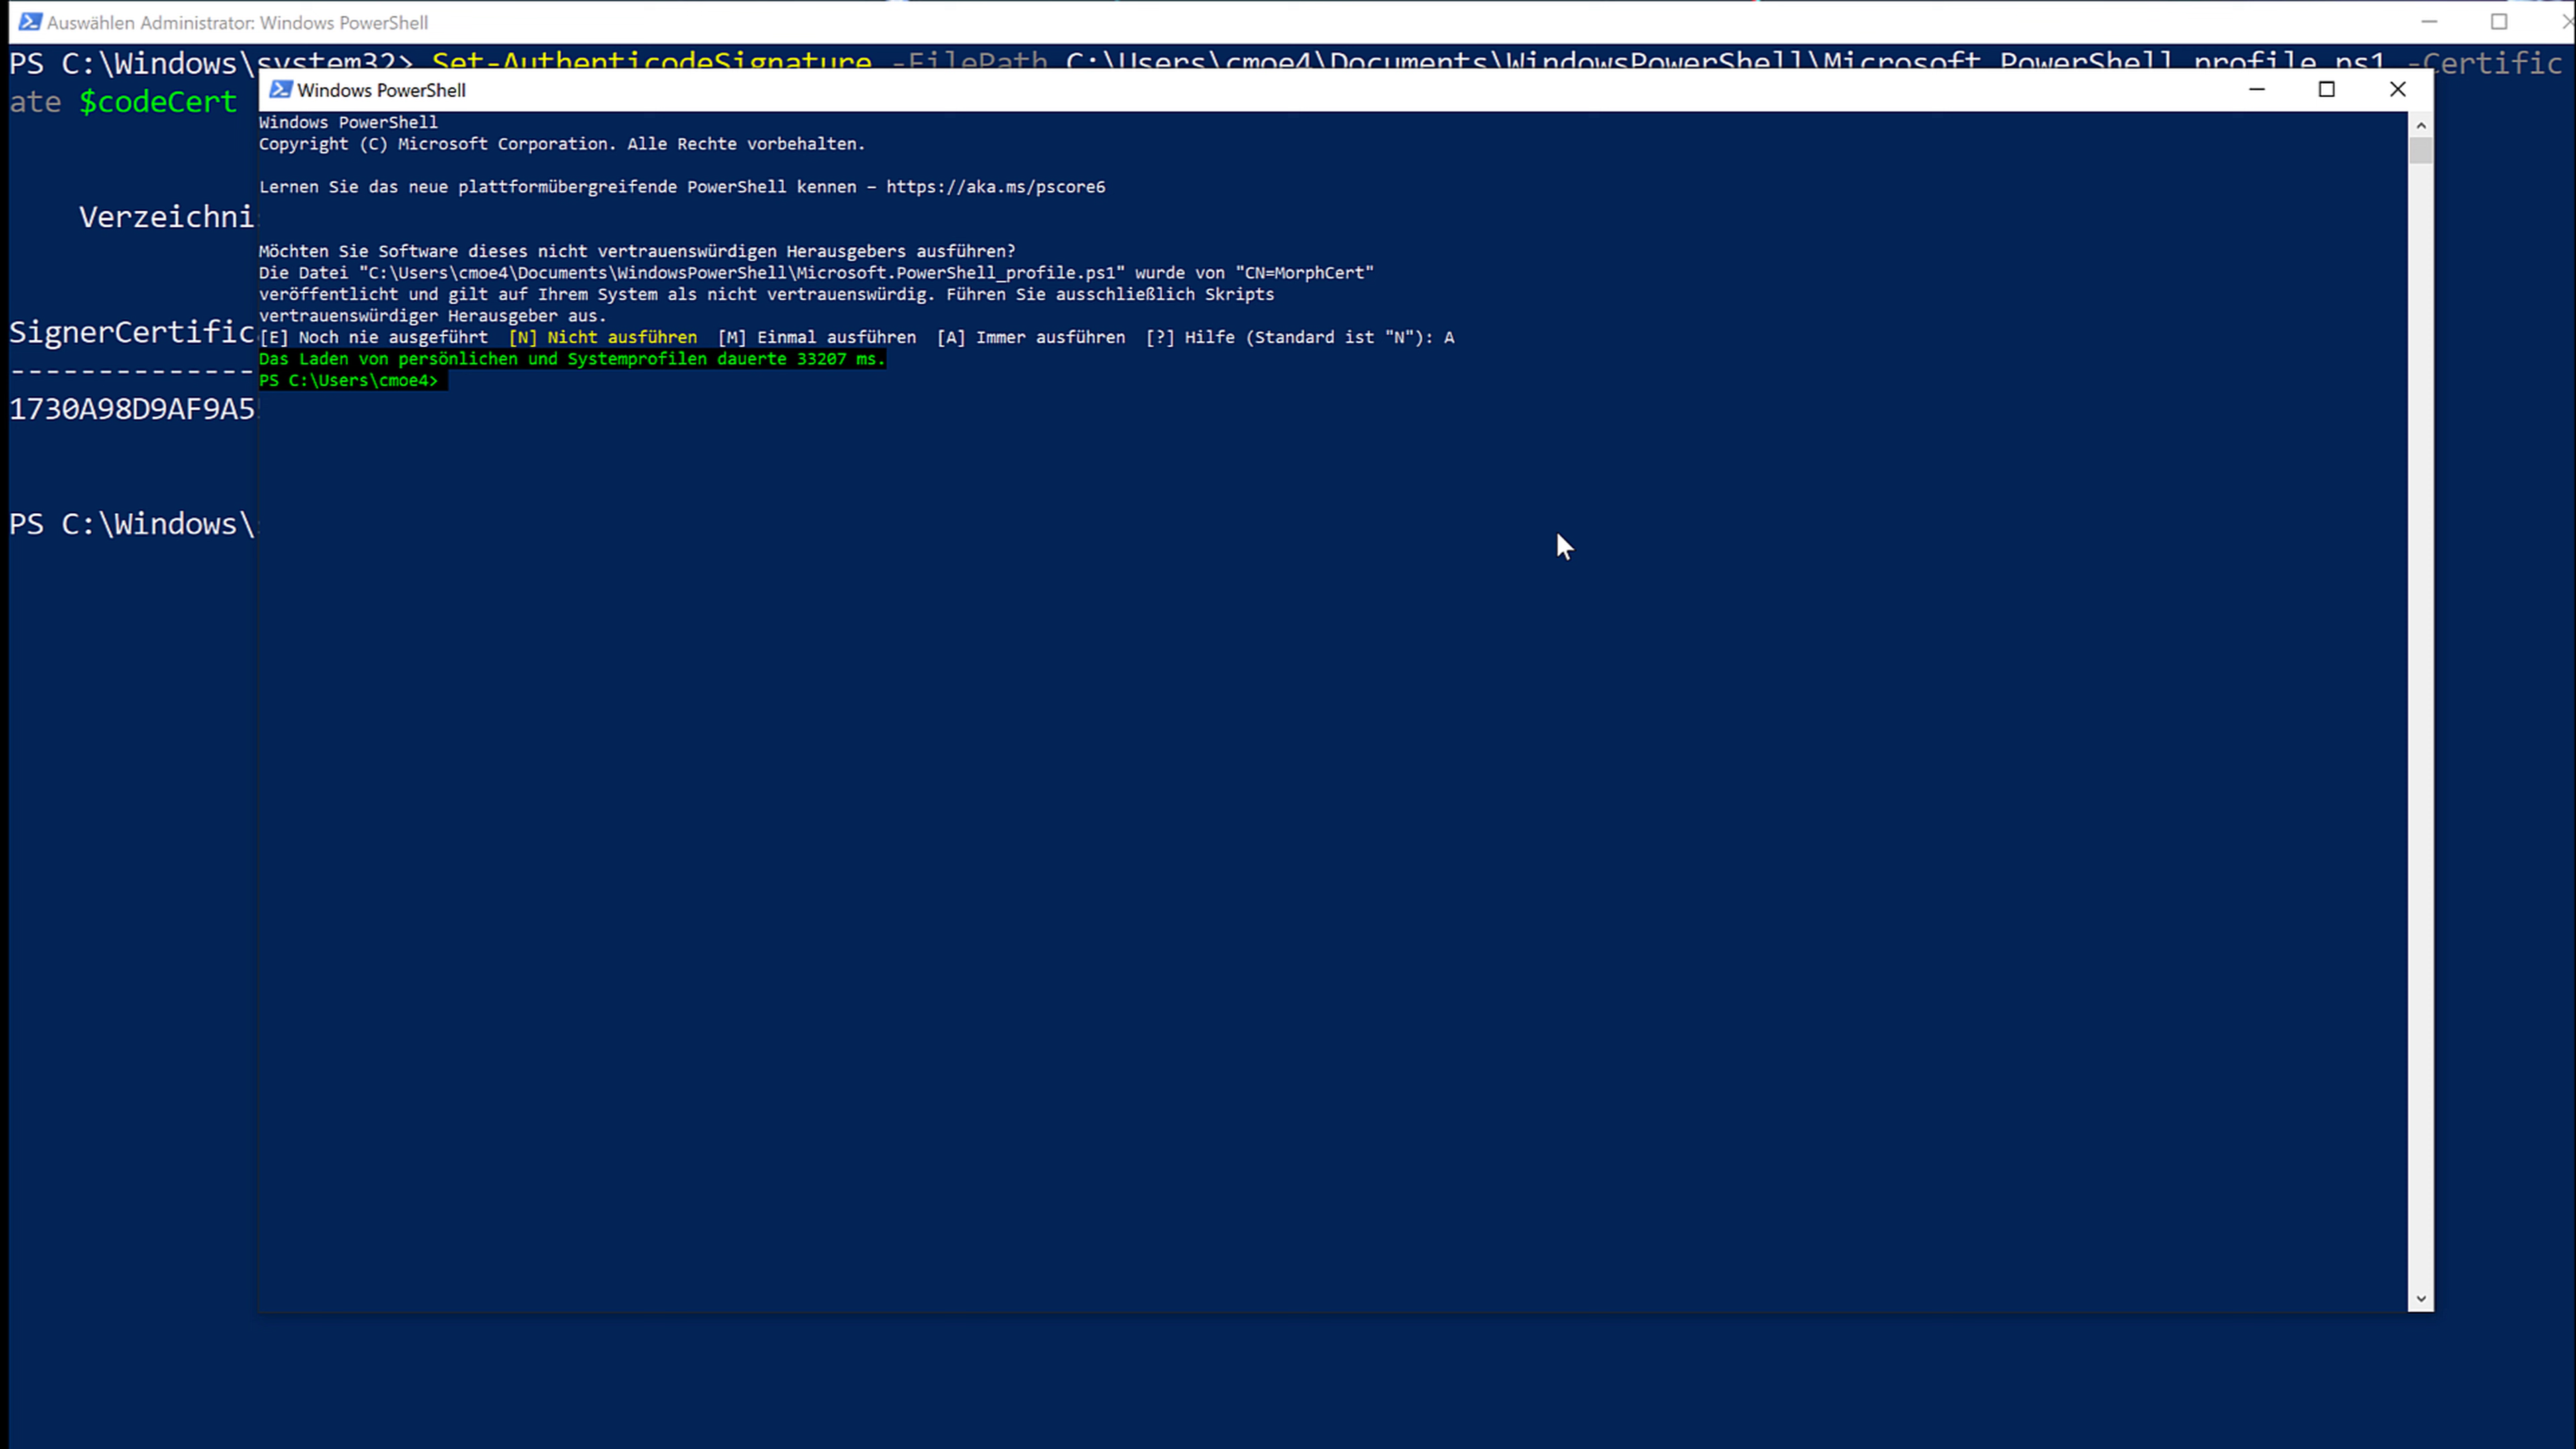 Auswählen Administrator: Windows PowerShell
PS C:\Windows\system32> Set-AuthenticodeSignature -FilePath C:\Users\cmoe4\Documents\WindowsPowerShell\Microsoft.PowerShell_profile.ps1 -Certific
ate $codeCert
Windows PowerShell
Windows PowerShell
Copyright (C) Microsoft Corporation. Alle Rechte vorbehalten.
Lernen Sie das neue plattformübergreifende PowerShell kennen – https://aka.ms/pscore6
Verzeichni
Möchten Sie Software dieses nicht vertrauenswürdigen Herausgebers ausführen?
Die Datei "C:\Users\cmoe4\Documents\WindowsPowerShell\Microsoft.PowerShell_profile.ps1" wurde von "CN=MorphCert"
veröffentlicht und gilt auf Ihrem System als nicht vertrauenswürdig. Führen Sie ausschließlich Skripts
vertrauenswürdiger Herausgeber aus.
[E] Noch nie ausgeführt  [N] Nicht ausführen  [M] Einmal ausführen  [A] Immer ausführen  [?] Hilfe (Standard ist "N"): A
Das Laden von persönlichen und Systemprofilen dauerte 33207 ms.
PS C:\Users\cmoe4>
SignerCertific
--------------
1730A98D9AF9A5
PS C:\Windows\